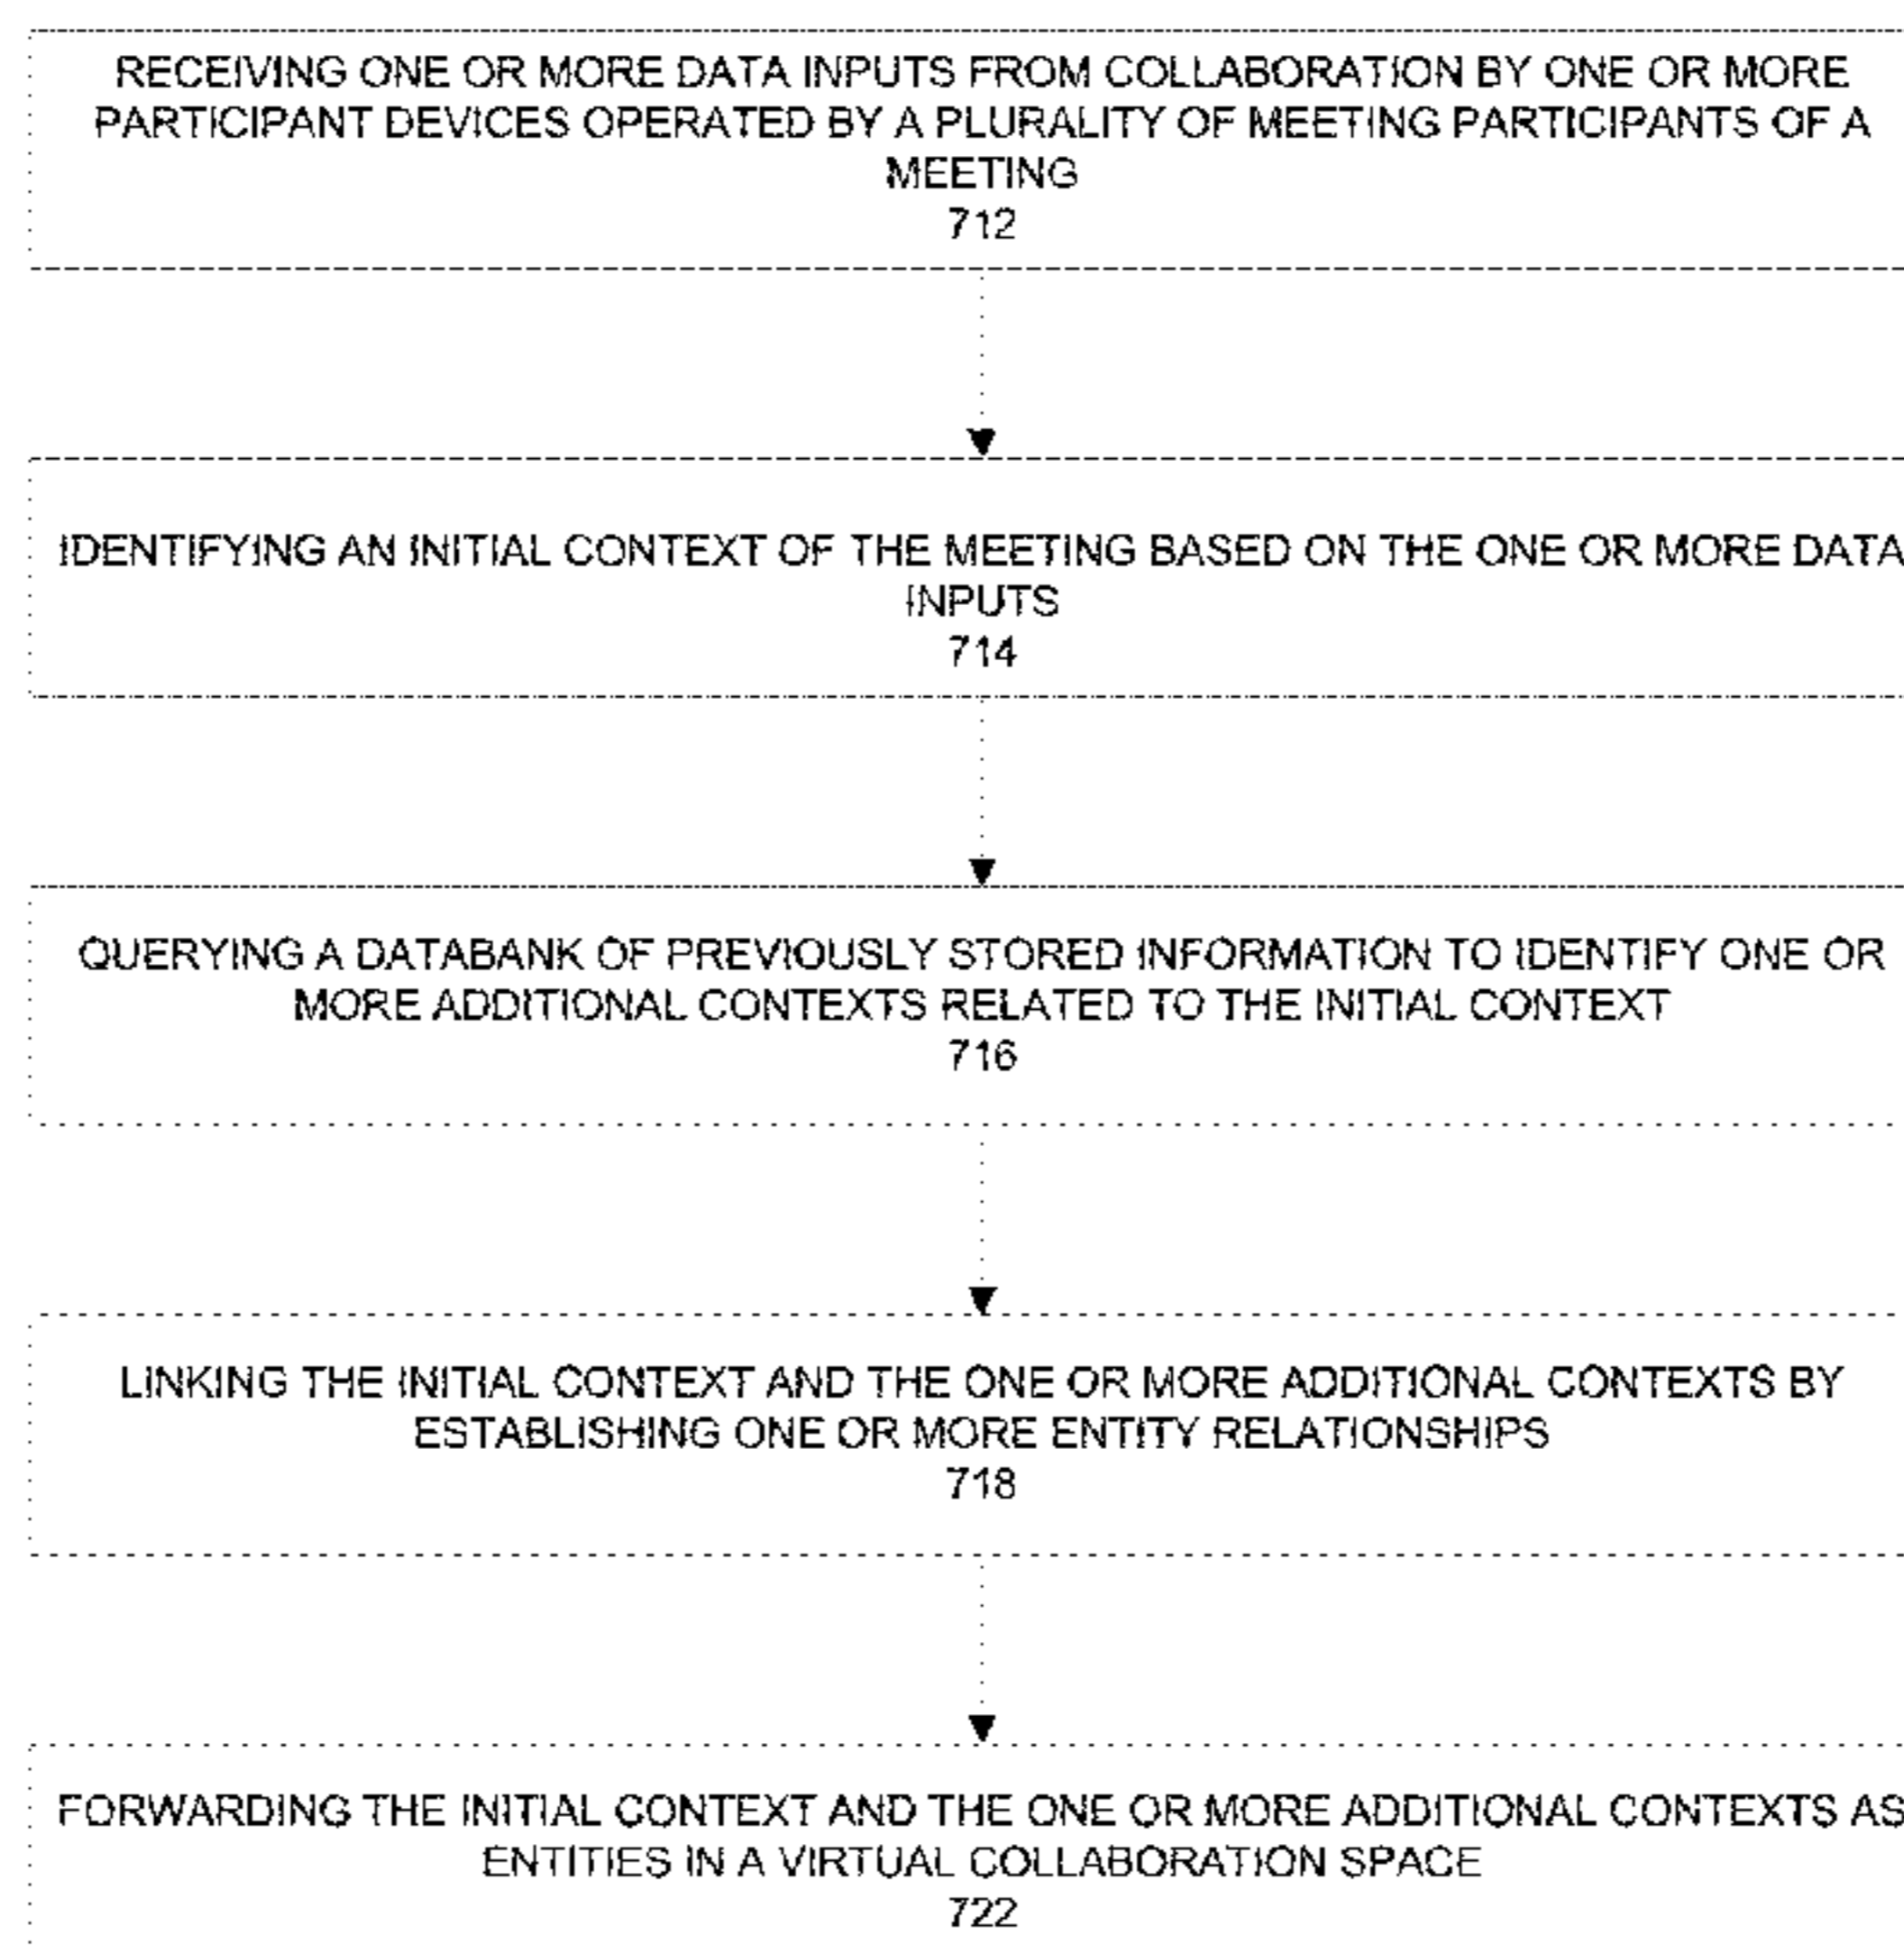 RECEIVING ONE OR MORE DATA INPUTS FROM COLLABORATION BY ONE OR MORE
PARTICIPANT DEVICES OPERATED BY A PLURALITY OF MEETING PARTICIPANTS OF A
MEETING
712
IDENTIFYING AN INITIAL CONTEXT OF THE MEETING BASED ON THE ONE OR MORE DATA
INPUTS
714
QUERYING A DATABANK OF PREVIOUSLY STORED INFORMATION TO IDENTIFY ONE OR
MORE ADDITIONAL CONTEXTS RELATED TO THE INITIAL CONTEXT
716
LINKING THE INITIAL CONTEXT AND THE ONE OR MORE ADDITIONAL CONTEXTS BY
ESTABLISHING ONE OR MORE ENTITY RELATIONSHIPS
718
FORWARDING THE INITIAL CONTEXT AND THE ONE OR MORE ADDITIONAL CONTEXTS AS
ENTITIES IN A VIRTUAL COLLABORATION SPACE
722